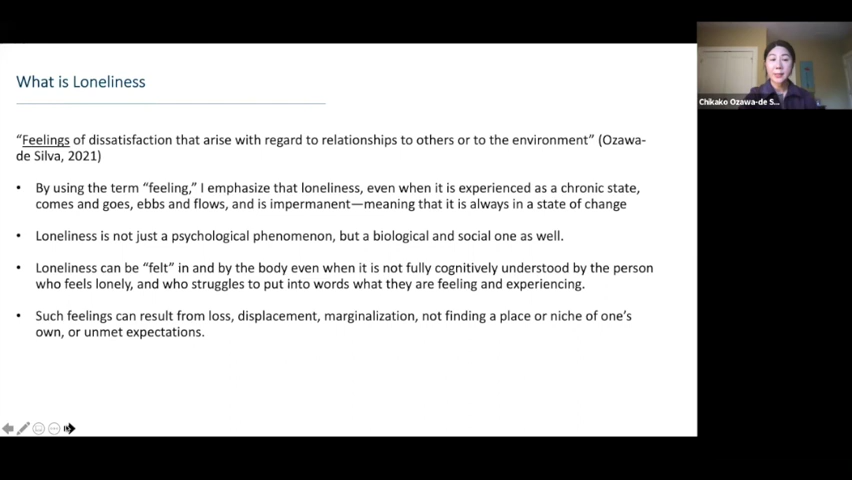 What is Loneliness
“Feelings of dissatisfaction that arise with regard to relationships to others or to the environment” (Ozawa-
de Silva, 2021)
• By using the term “feeling,” I emphasize that loneliness, even when it is experienced as a chronic state,
comes and goes, ebbs and flows, and is impermanent—meaning that it is always in a state of change
• Loneliness is not just a psychological phenomenon, but a biological and social one as well.
• Loneliness can be “felt” in and by the body even when it is not fully cognitively understood by the person
who feels lonely, and who struggles to put into words what they are feeling and experiencing.
• Such feelings can result from loss, displacement, marginalization, not finding a place or niche of one’s
own, or unmet expectations.
Chikako Ozawa-de S...